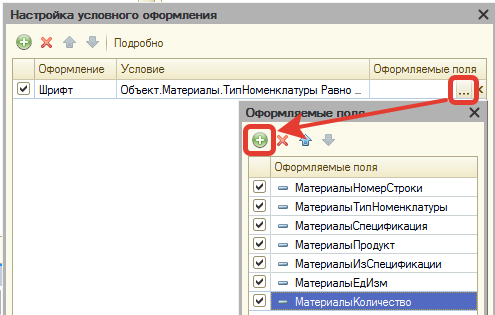 Настройка условного оформления
Подробно
Оформление Условие Оформляемые поля
Шрифт Объект.Материалы.ТипНоменклатуры Равно ... ...
Оформляемые поля
Оформляемые поля
МатериалыНомерСтроки
МатериалыТипНоменклатуры
МатериалыСпецификация
МатериалыПродукт
МатериалыИзСпецификации
МатериалыЕдИзм
МатериалыКоличество